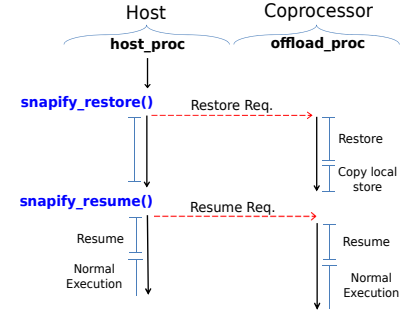 Host Coprocessor
host_proc offload_proc
snapify_restore()
Restore Req.
Restore
Copy local
store
snapify_resume()
Resume Req.
Resume Resume
Normal
Execution
Normal
Execution